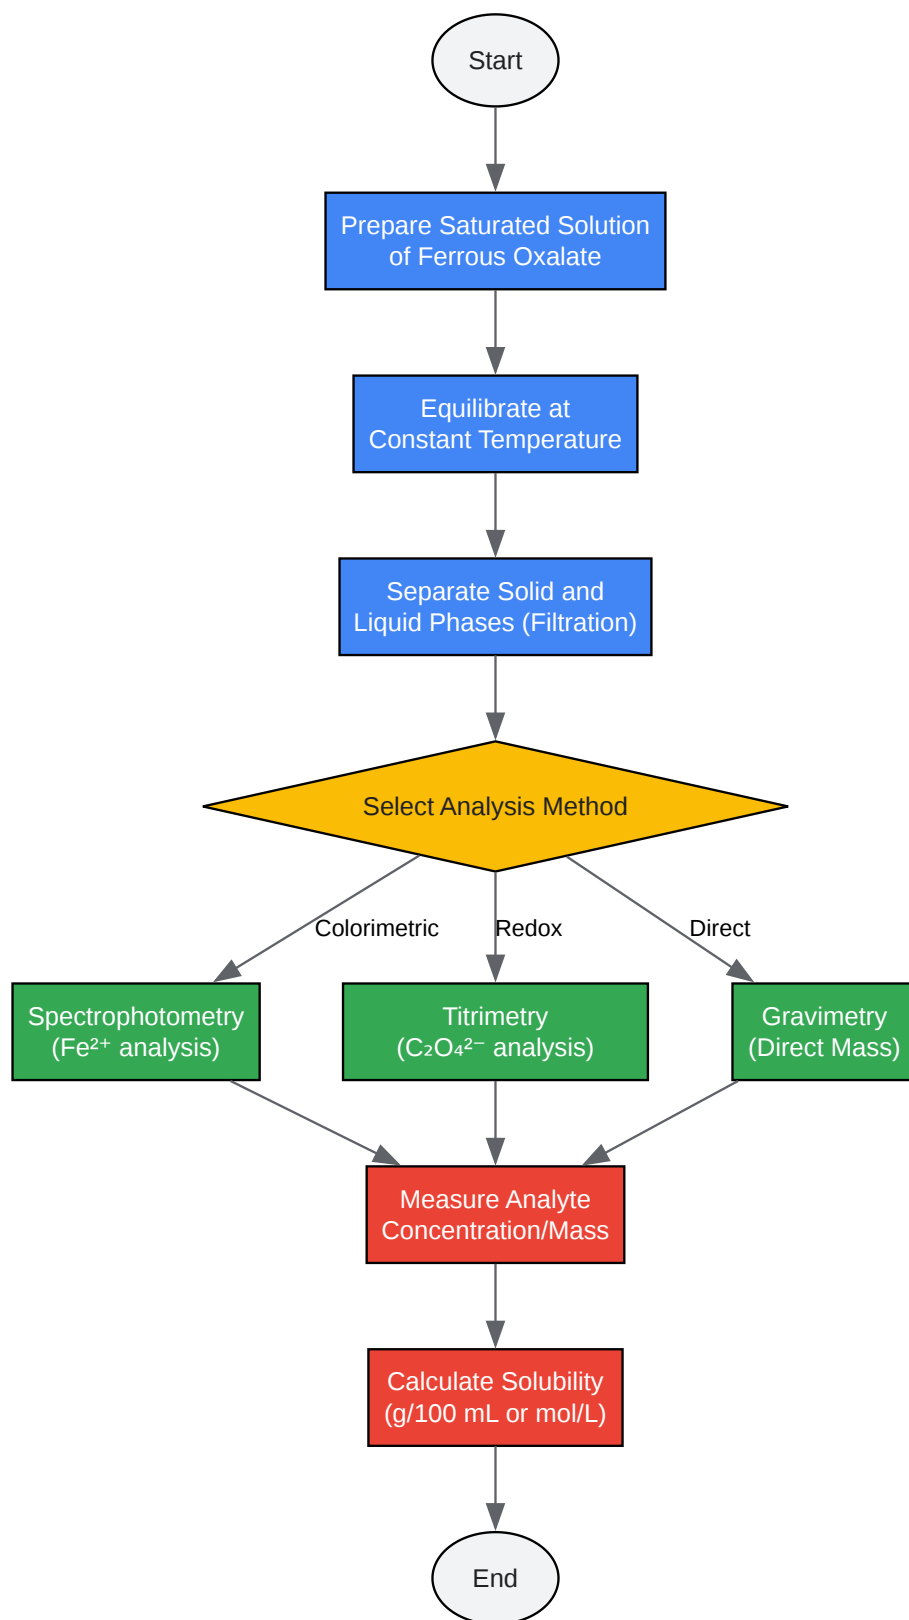 Start
Prepare Saturated Solution
of Ferrous Oxalate
Equilibrate at
Constant Temperature
Separate Solid and
Liquid Phases (Filtration)
Select Analysis Method
Colorimetric
Redox
Direct
Spectrophotometry
(Fe²⁺ analysis)
Titrimetry
(C₂O₄²⁻ analysis)
Gravimetry
(Direct Mass)
Measure Analyte
Concentration/Mass
Calculate Solubility
(g/100 mL or mol/L)
End